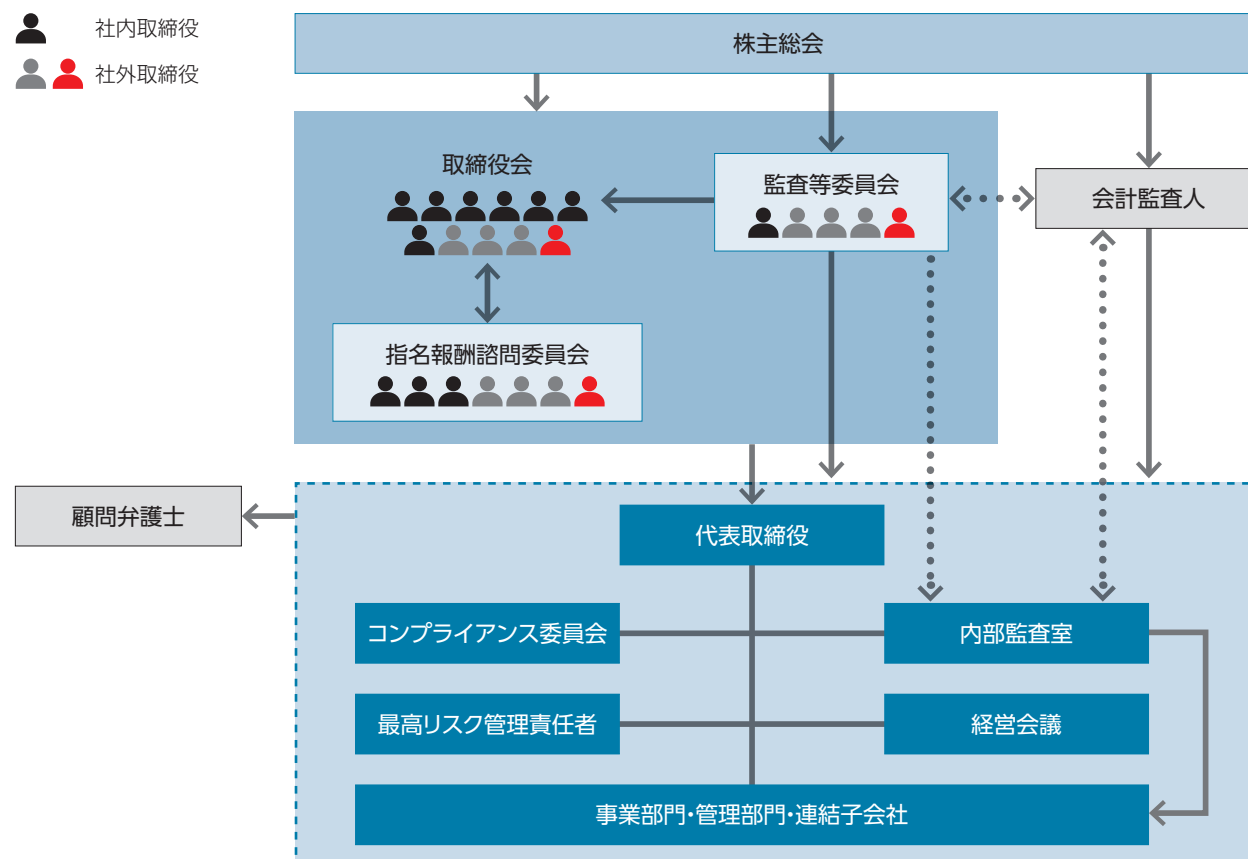 社内取締役
社外取締役
株主総会
取締役会
監査等委員会
会計監査人
指名報酬諮問委員会
顧問弁護士
代表取締役
コンプライアンス委員会
内部監査室
最高リスク管理責任者
経営会議
事業部門・管理部門・連結子会社